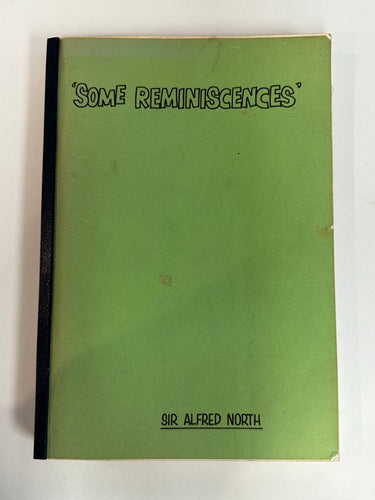 'SOME REMINISCENCES'
SIR ALFRED NORTH